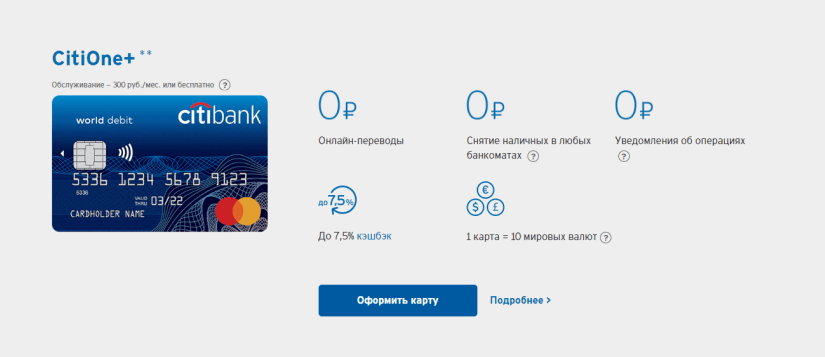 CitiOne+ **
Обслуживание – 300 руб./мес. или бесплатно ?
world debit
citibank
5336 1234 5678 9123
5336
VALID THRU 03/22
CARDHOLDER NAME
0 ₽
Онлайн-переводы
0 ₽
Снятие наличных в любых
банкоматах ?
0 ₽
Уведомления об операциях
?
до 7,5%
До 7,5% кэшбэк
€
$ £
1 карта = 10 мировых валют ?
Оформить карту
Подробнее >